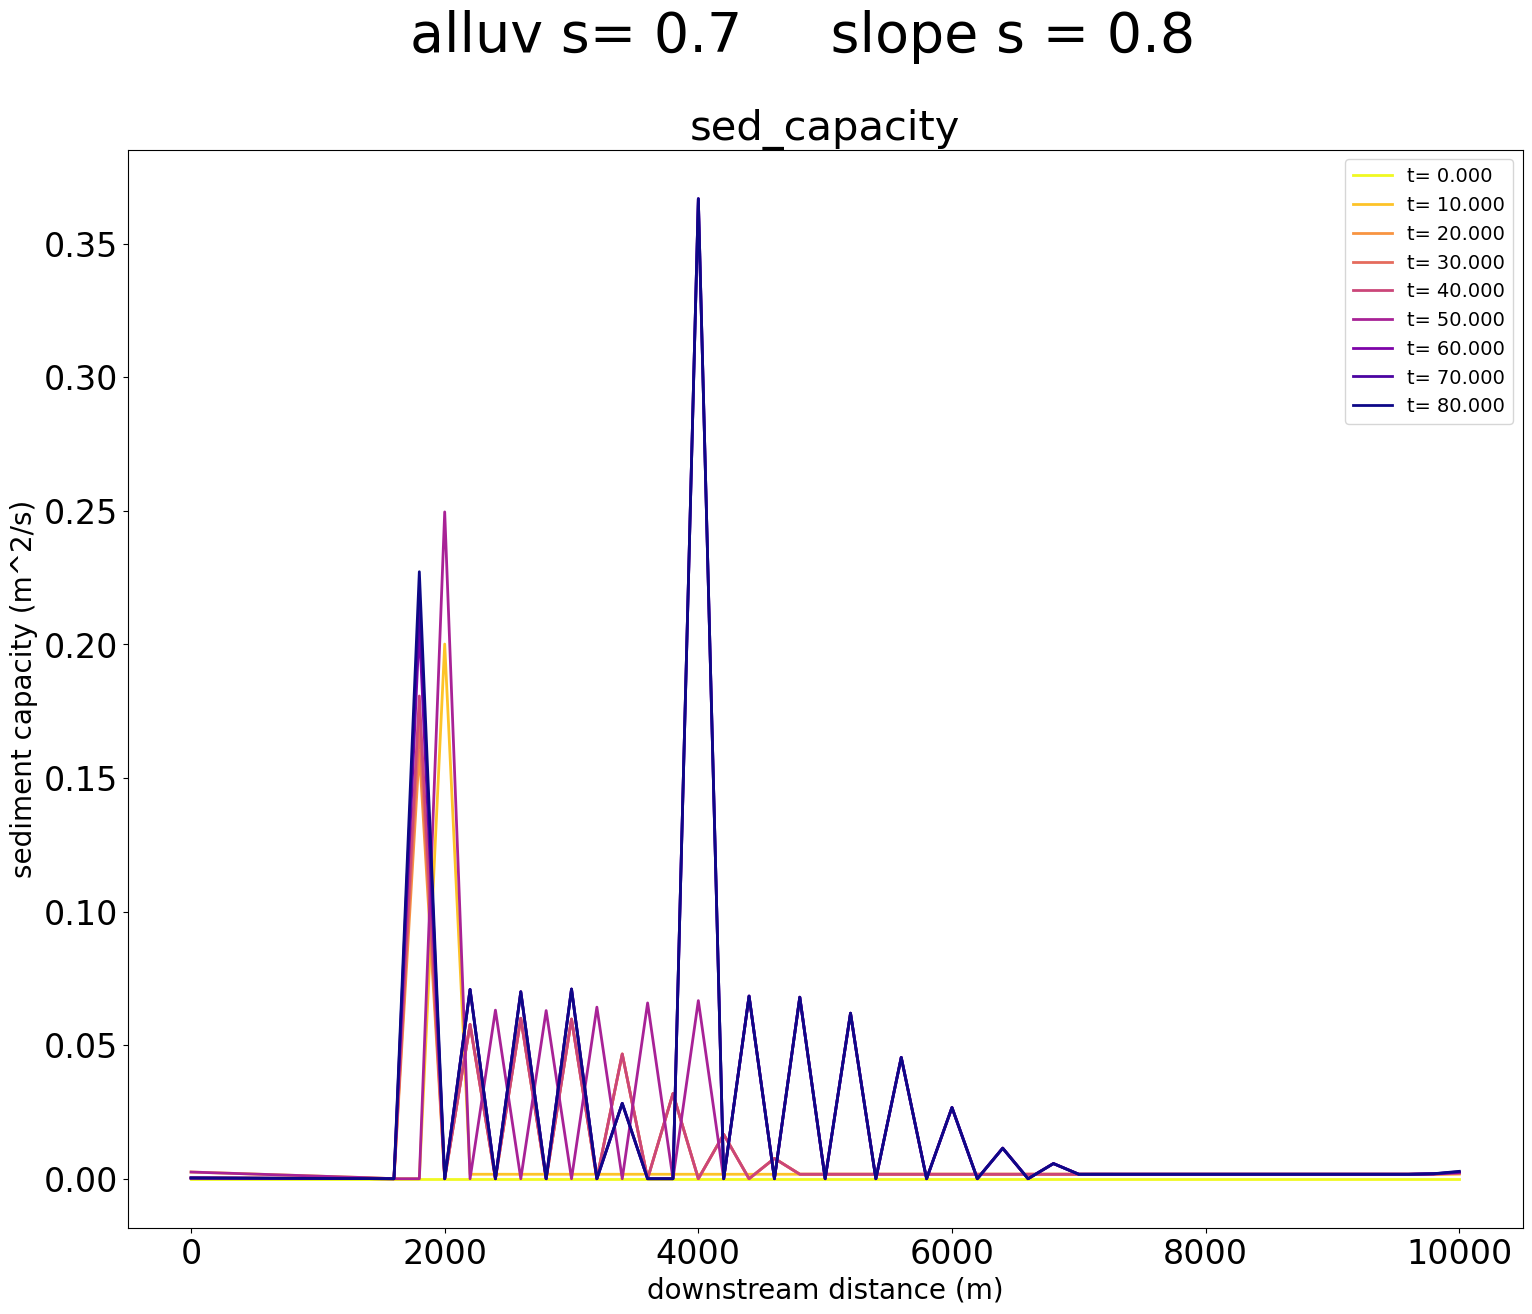 alluv s= 0.7     slope s = 0.8
sed_capacity
t= 0.000
t= 10.000
t= 20.000
t= 30.000
t= 40.000
t= 50.000
t= 60.000
t= 70.000
t= 80.000
sediment capacity (m^2/s)
0.35
0.30
0.25
0.20
0.15
0.10
0.05
0.00
0 2000 4000 6000 8000 10000
downstream distance (m)